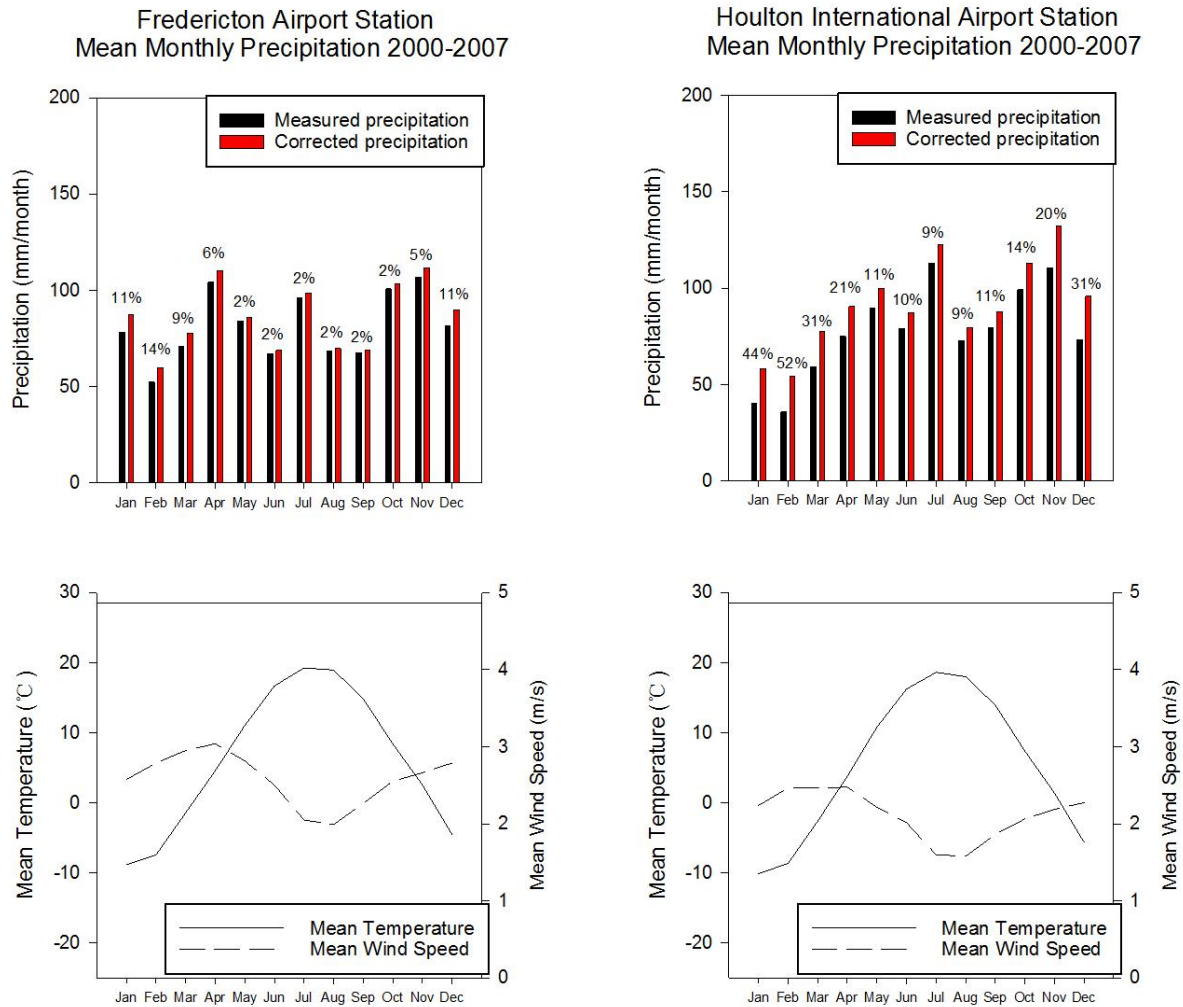 Fredericton Airport Station
Mean Monthly Precipitation 2000-2007
200
150
100
50
0
Precipitation (mm/month)
Measured precipitation
Corrected precipitation
11%
14%
9%
6%
2%
2%
2%
2%
2%
2%
5%
11%
Jan Feb Mar Apr May Jun Jul Aug Sep Oct Nov Dec
Houlton International Airport Station
Mean Monthly Precipitation 2000-2007
200
150
100
50
0
Precipitation (mm/month)
Measured precipitation
Corrected precipitation
44%
52%
31%
21%
11%
10%
9%
9%
11%
14%
20%
31%
Jan Feb Mar Apr May Jun Jul Aug Sep Oct Nov Dec
30
20
10
0
-10
-20
Mean Temperature (℃ )
5
4
3
2
1
0
Mean Wind Speed (m/s)
Mean Temperature
Mean Wind Speed
Jan Feb Mar Apr May Jun Jul Aug Sep Oct Nov Dec
30
20
10
0
-10
-20
Mean Temperature (℃ )
5
4
3
2
1
0
Mean Wind Speed (m/s)
Mean Temperature
Mean Wind Speed
Jan Feb Mar Apr May Jun Jul Aug Sep Oct Nov Dec